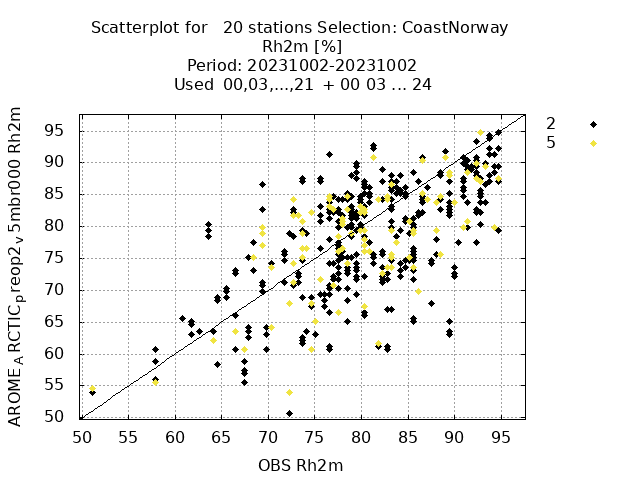 Scatterplot for   20 stations Selection: CoastNorway
Rh2m [%]
Period: 20231002-20231002
Used  00,03,...,21  + 00 03 ... 24
AROME_ARCTIC_preop2_v 5mbr000 Rh2m
95
90
85
80
75
70
65
60
55
50
50 55 60 65 70 75 80 85 90 95
OBS Rh2m
2
5